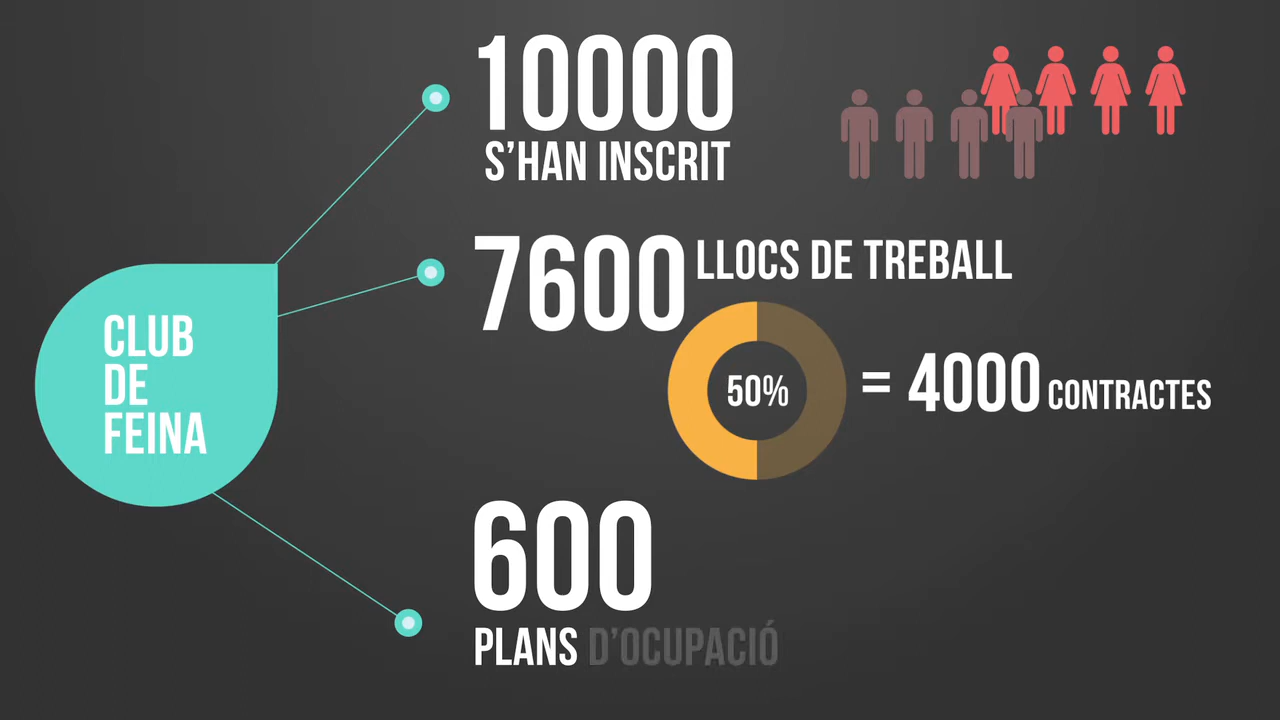 CLUB
DE
FEINA
10000
S'HAN INSCRIT
7600 LLOCS DE TREBALL
50% = 4000 CONTRACTES
600
PLANS D'OCUPACIÓ